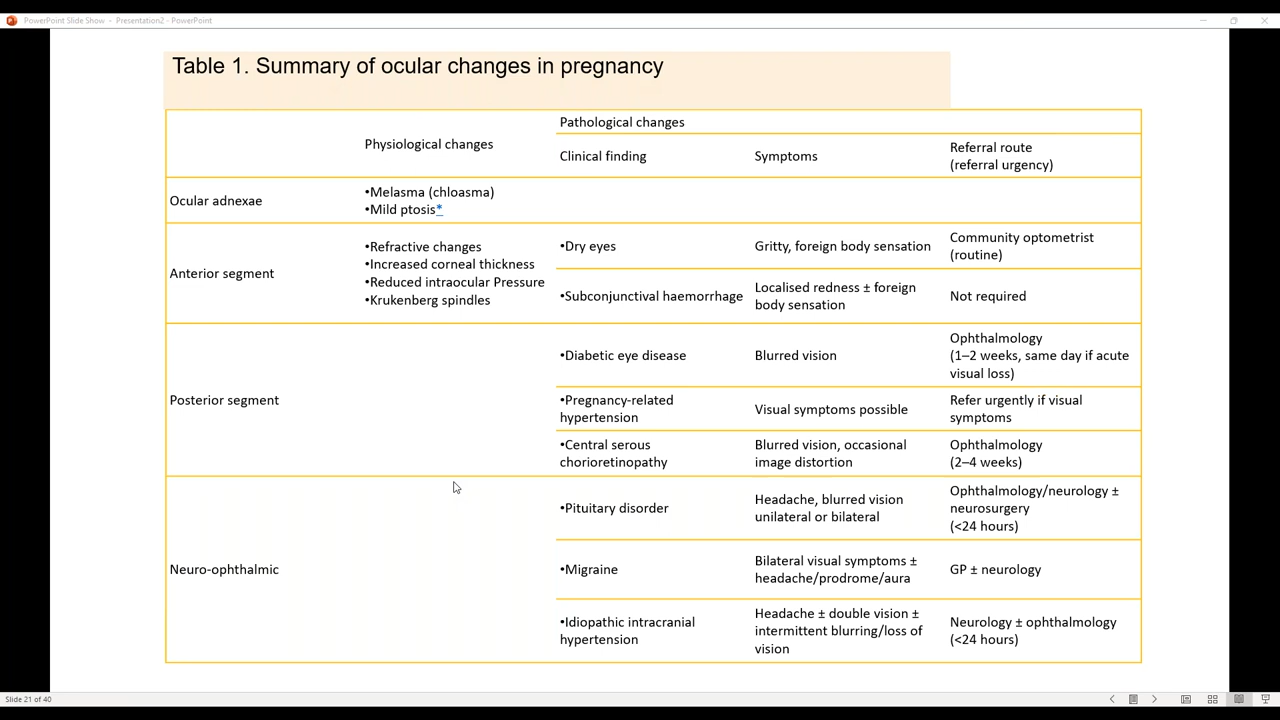 PowerPoint Slide Show - Presentation2 - PowerPoint
Table 1. Summary of ocular changes in pregnancy
Physiological changes
Pathological changes
Clinical finding
Symptoms
Referral route
(referral urgency)
Ocular adnexae
•Melasma (chloasma)
•Mild ptosis*
Anterior segment
•Refractive changes
•Increased corneal thickness
•Reduced intraocular Pressure
•Krukenberg spindles
•Dry eyes
Gritty, foreign body sensation
Community optometrist
(routine)
•Subconjunctival haemorrhage
Localised redness ± foreign
body sensation
Not required
Posterior segment
•Diabetic eye disease
Blurred vision
Ophthalmology
(1–2 weeks, same day if acute
visual loss)
•Pregnancy-related
hypertension
Visual symptoms possible
Refer urgently if visual
symptoms
•Central serous
chorioretinopathy
Blurred vision, occasional
image distortion
Ophthalmology
(2–4 weeks)
Neuro-ophthalmic
•Pituitary disorder
Headache, blurred vision
unilateral or bilateral
Ophthalmology/neurology ±
neurosurgery
(<24 hours)
•Migraine
Bilateral visual symptoms ±
headache/prodrome/aura
GP ± neurology
•Idiopathic intracranial
hypertension
Headache ± double vision ±
intermittent blurring/loss of
vision
Neurology ± ophthalmology
(<24 hours)
Slide 21 of 40